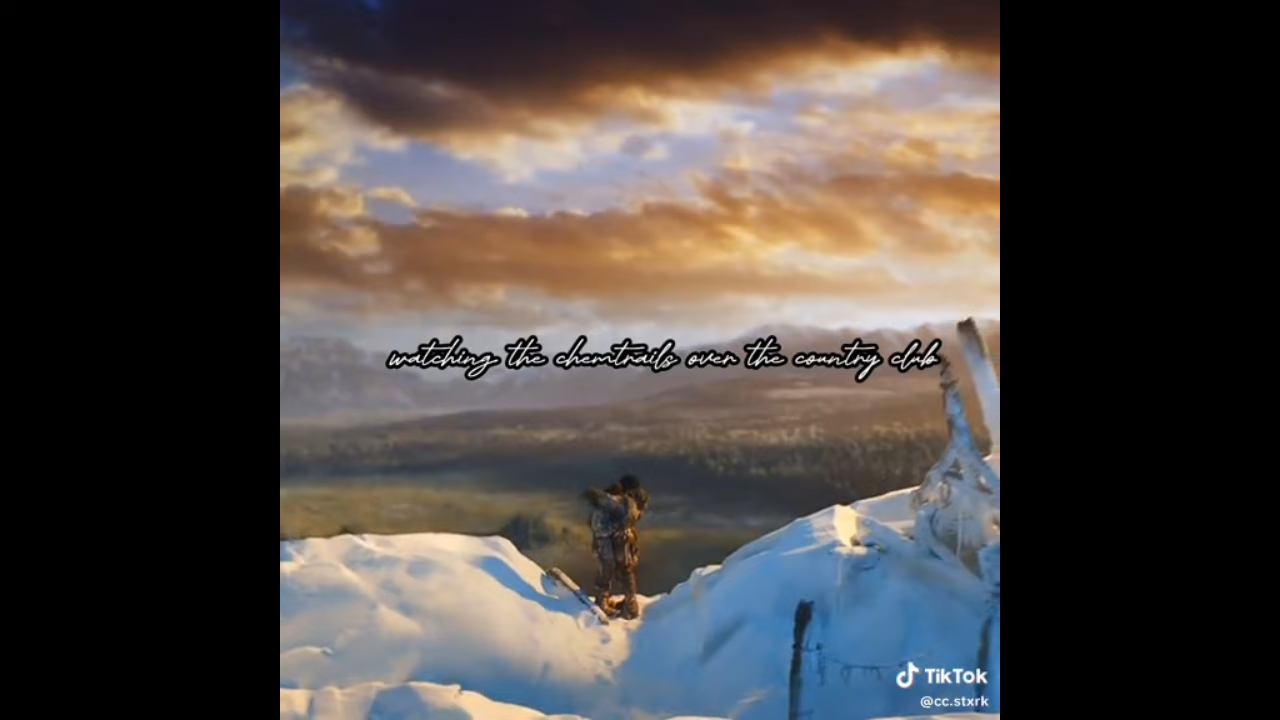 watching the chemtrails over the country club
TikTok
@cc.stxrk